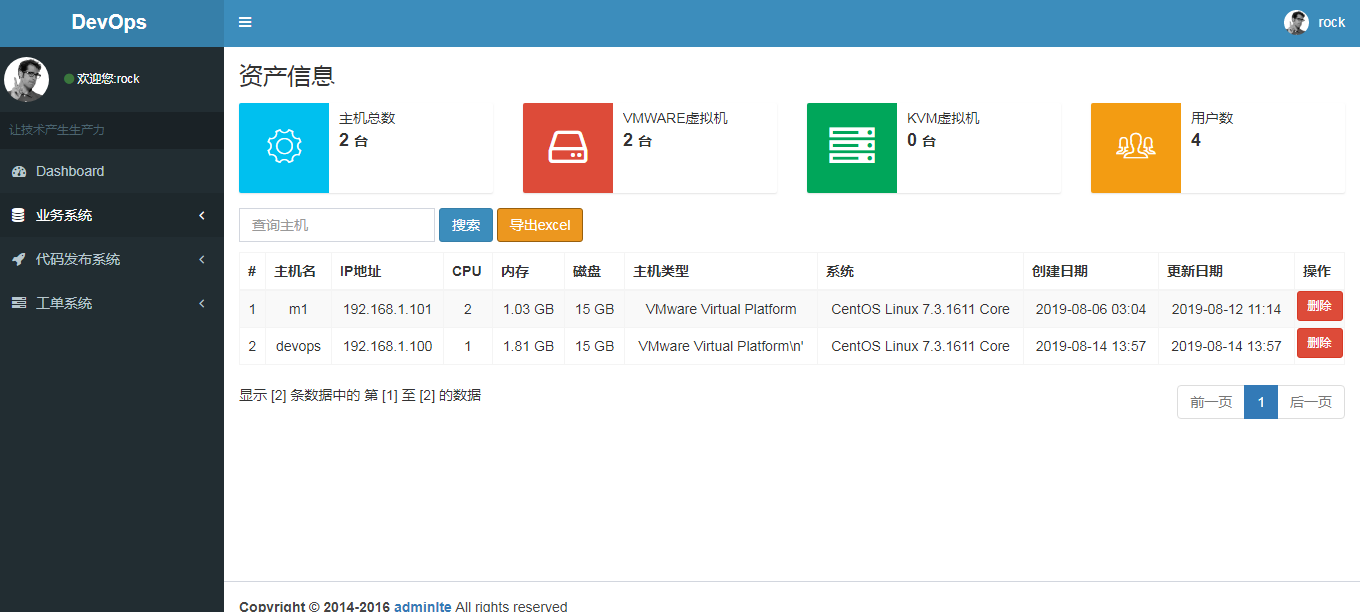 DevOps
rock
欢迎您:rock
让技术产生生产力
Dashboard
业务系统
代码发布系统
工单系统
资产信息
主机总数
2 台
VMWARE虚拟机
2 台
KVM虚拟机
0 台
用户数
4
查询主机 搜索 导出excel
# 主机名 IP地址 CPU 内存 磁盘 主机类型 系统 创建日期 更新日期 操作
1 m1 192.168.1.101 2 1.03 GB 15 GB VMware Virtual Platform CentOS Linux 7.3.1611 Core 2019-08-06 03:04 2019-08-12 11:14 删除
2 devops 192.168.1.100 1 1.81 GB 15 GB VMware Virtual Platform\n' CentOS Linux 7.3.1611 Core 2019-08-14 13:57 2019-08-14 13:57 删除
显示 [2] 条数据中的 第 [1] 至 [2] 的数据
前一页 1 后一页
Copyright © 2014-2016 adminlte All rights reserved